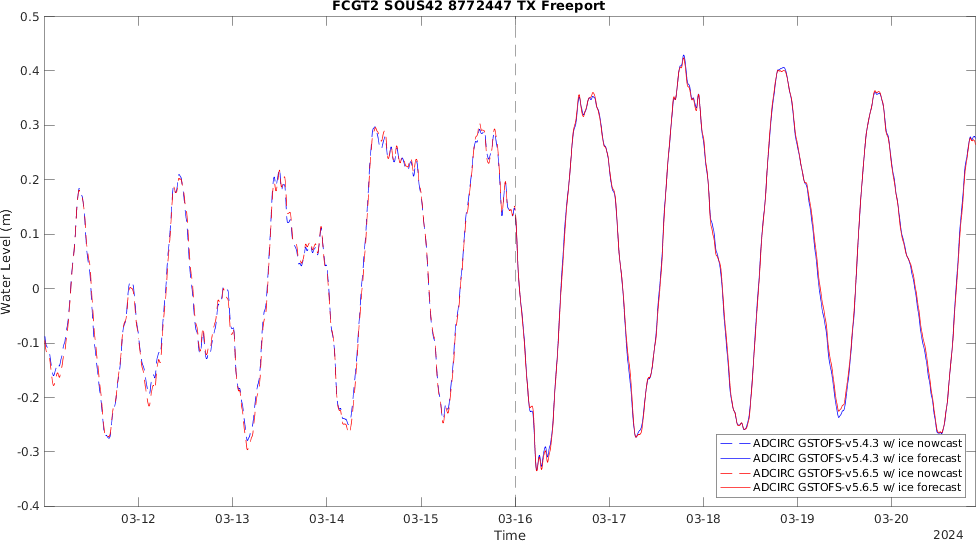 FCGT2 SOUS42 8772447 TX Freeport
0.5
0.4
0.3
0.2
0.1
0
-0.1
-0.2
-0.3
-0.4
Water Level (m)
ADCIRC GSTOFS-v5.4.3 w/ ice nowcast
ADCIRC GSTOFS-v5.4.3 w/ ice forecast
ADCIRC GSTOFS-v5.6.5 w/ ice nowcast
ADCIRC GSTOFS-v5.6.5 w/ ice forecast
03-12 03-13 03-14 03-15 03-16 03-17 03-18 03-19 03-20
Time
2024